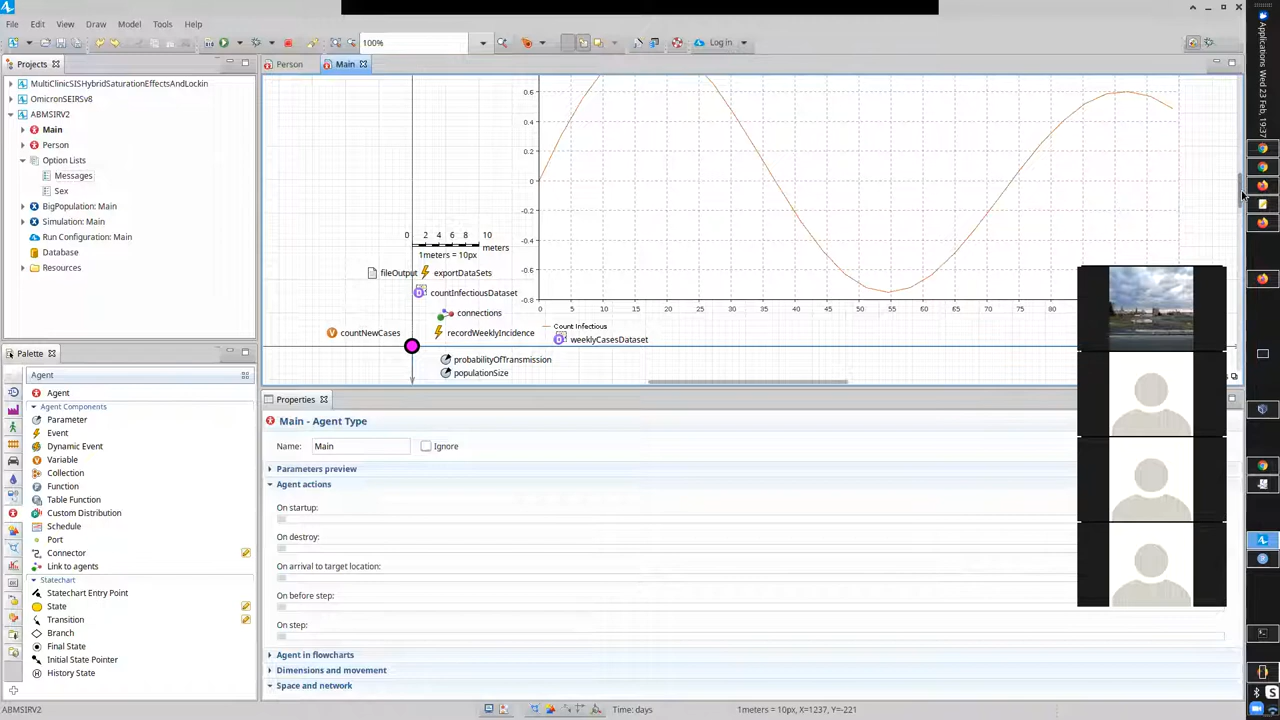 File Edit View Draw Model Tools Help
100% Log in
Projects
Person Main
MultiClinicSISHybridSaturationEffectsAndLockin
OmicronSEIRSv8
ABMSIRV2
Main
Person
Option Lists
Messages
Sex
BigPopulation: Main
Simulation: Main
Run Configuration: Main
Database
Resources
Palette
Agent
Agent
Agent Components
Parameter
Event
Dynamic Event
Variable
Collection
Function
Table Function
Custom Distribution
Schedule
Port
Connector
Link to agents
Statechart
Statechart Entry Point
State
Transition
Branch
Final State
Initial State Pointer
History State
0.6
0.4
0.2
0
-0.2
-0.4
-0.6
-0.8
0 5 10 15 20 25 30 35 40 45 50 55 60 65 70 75 80
0 2 4 6 8 10
meters
1meters = 10px
fileOutput exportDataSets
countInfectiousDataset
connections
Count Infectious
countNewCases recordWeeklyIncidence weeklyCasesDataset
probabilityOfTransmission
populationSize
Properties
Main - Agent Type
Name: Main Ignore
Parameters preview
Agent actions
On startup:
On destroy:
On arrival to target location:
On before step:
On step:
Agent in flowcharts
Dimensions and movement
Space and network
ABMSIRV2 Time: days 1meters = 10px, X=1237, Y=-221
Applications Wed 23 Feb, 19:37